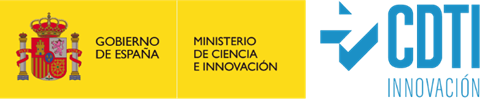 GOBIERNO
DE ESPAÑA
MINISTERIO
DE CIENCIA
E INNOVACIÓN
CDTI
INNOVACIÓN